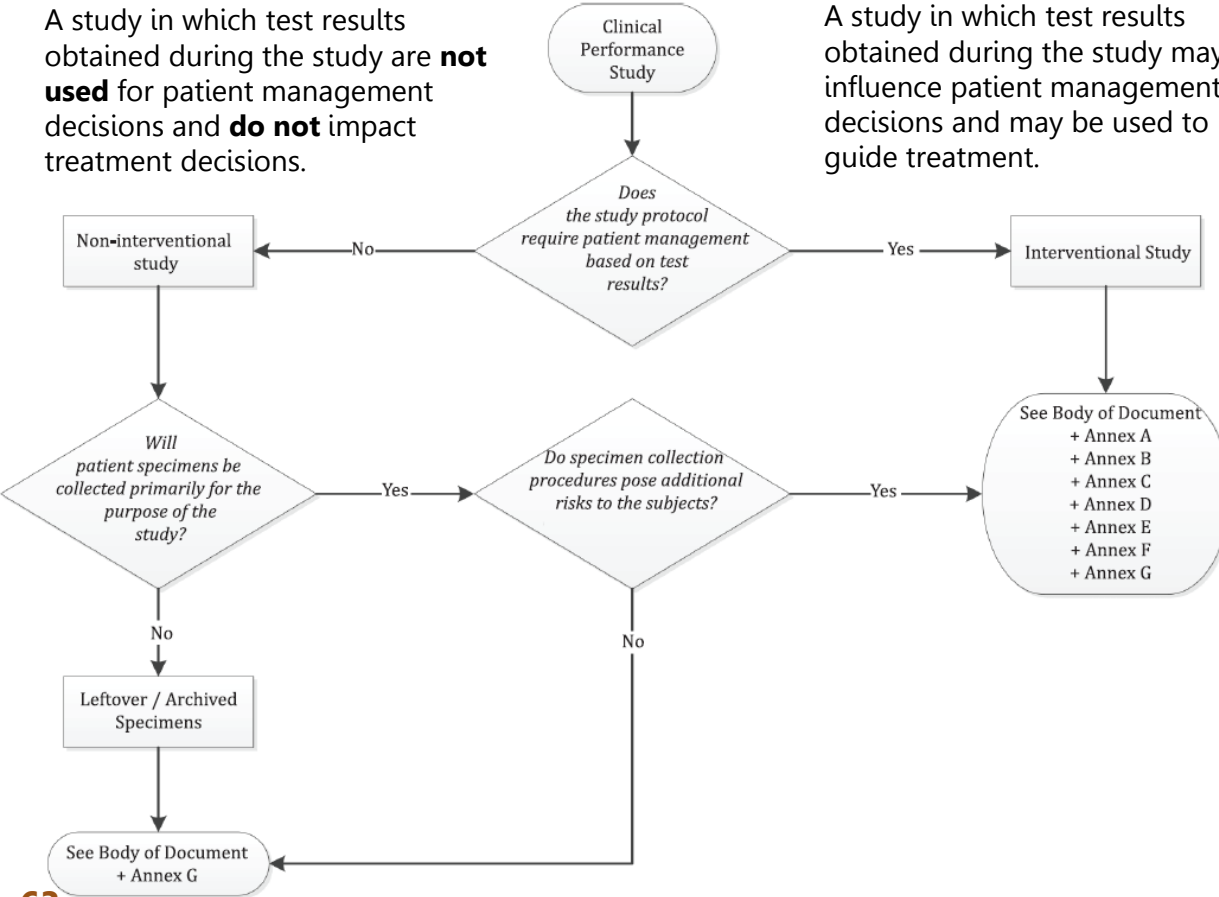 A study in which test results
obtained during the study are not
used for patient management
decisions and do not impact
treatment decisions.
Clinical
Performance
Study
A study in which test results
obtained during the study may
influence patient management
decisions and may be used to
guide treatment.
Does
the study protocol
require patient management
based on test
results?
No
Yes
Non-interventional
study
Interventional Study
Will
patient specimens be
collected primarily for the
purpose of the
study?
Yes
Do specimen collection
procedures pose additional
risks to the subjects?
Yes
See Body of Document
+ Annex A
+ Annex B
+ Annex C
+ Annex D
+ Annex E
+ Annex F
+ Annex G
No
No
Leftover / Archived
Specimens
See Body of Document
+ Annex G